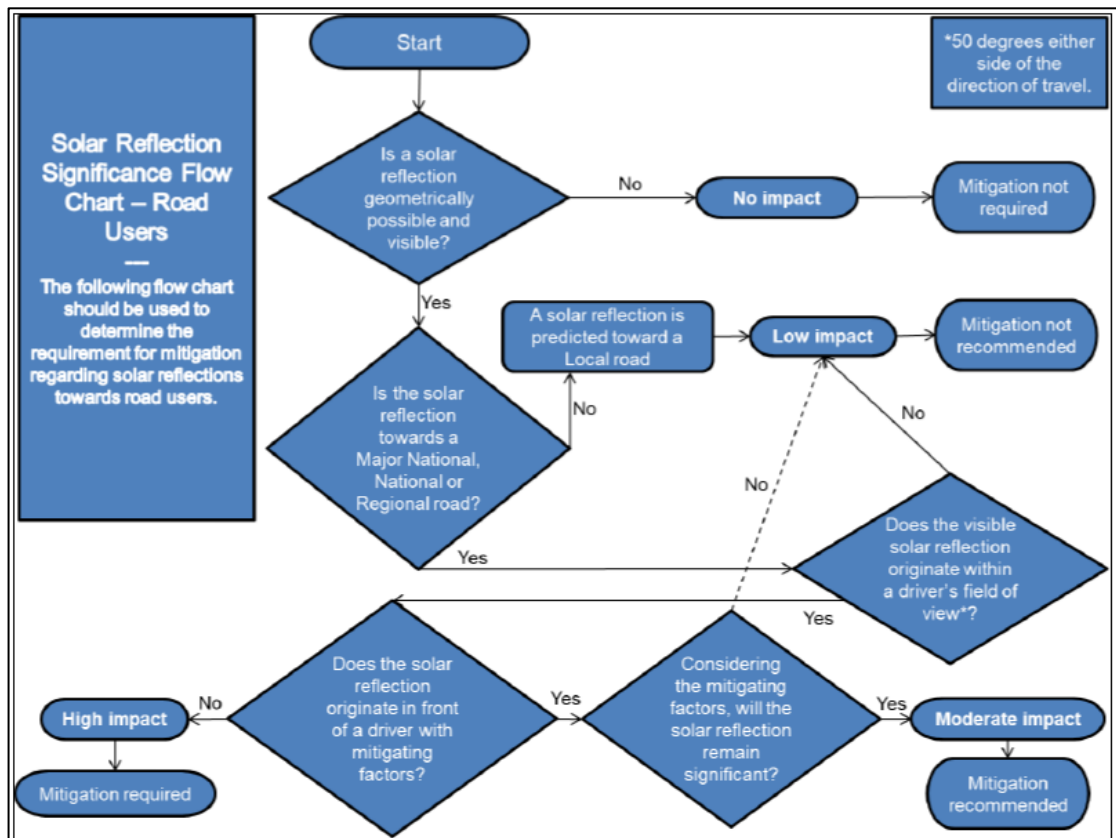 Solar Reflection
Significance Flow
Chart – Road
Users
---
The following flow chart
should be used to
determine the
requirement for mitigation
regarding solar reflections
towards road users.
Start
*50 degrees either
side of the
direction of travel.
Is a solar
reflection
geometrically
possible and
visible?
No
No impact
Mitigation not
required
Yes
A solar reflection is
predicted toward a
Local road
Low impact
Mitigation not
recommended
Is the solar
reflection
towards a
Major National,
National or
Regional road?
No
No
No
Yes
Does the visible
solar reflection
originate within
a driver's field of
view*?
Yes
Does the solar
reflection
originate in front
of a driver with
mitigating
factors?
No
High impact
Mitigation required
Yes
Considering
the mitigating
factors, will the
solar reflection
remain
significant?
Yes
Moderate impact
Mitigation
recommended